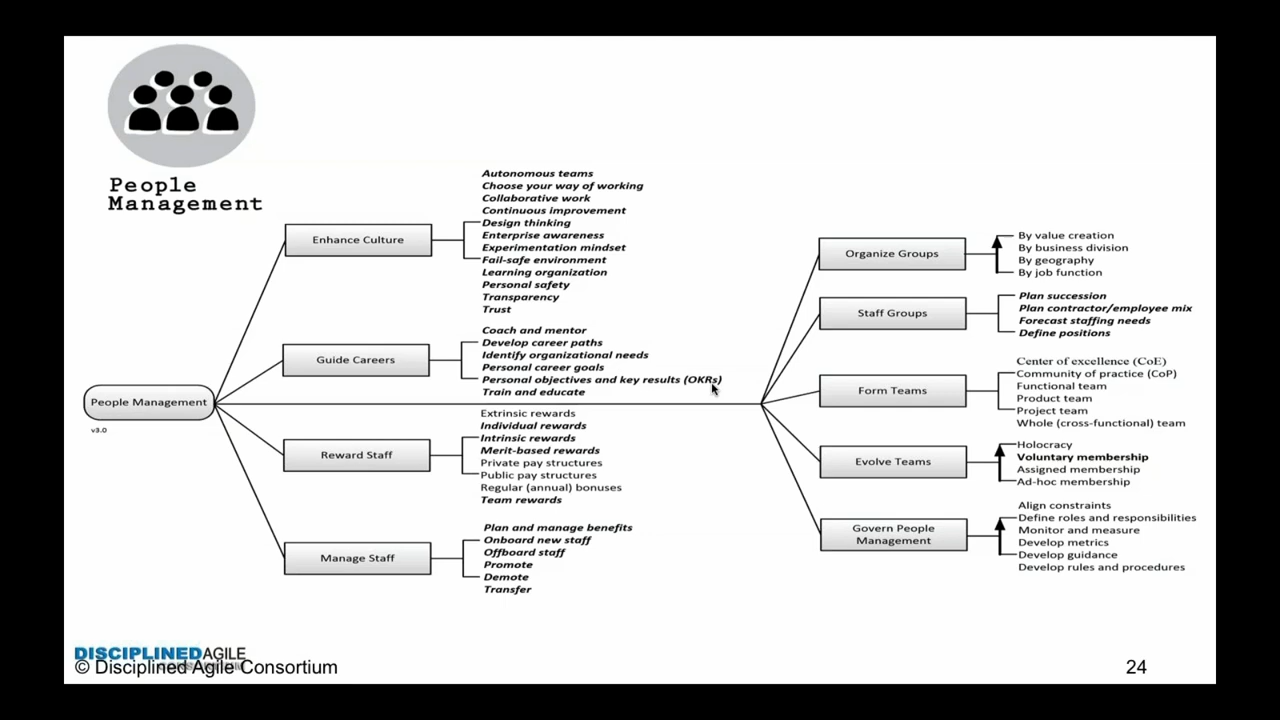 People
Management
People Management
v3.0
Enhance Culture
Autonomous teams
Choose your way of working
Collaborative work
Continuous improvement
Design thinking
Enterprise awareness
Experimentation mindset
Fail-safe environment
Learning organization
Personal safety
Transparency
Trust
Guide Careers
Coach and mentor
Develop career paths
Identify organizational needs
Personal career goals
Personal objectives and key results (OKRs)
Train and educate
Reward Staff
Extrinsic rewards
Individual rewards
Intrinsic rewards
Merit-based rewards
Private pay structures
Public pay structures
Regular (annual) bonuses
Team rewards
Manage Staff
Plan and manage benefits
Onboard new staff
Offboard staff
Promote
Demote
Transfer
Organize Groups
By value creation
By business division
By geography
By job function
Staff Groups
Plan succession
Plan contractor/employee mix
Forecast staffing needs
Define positions
Form Teams
Center of excellence (CoE)
Community of practice (CoP)
Functional team
Product team
Project team
Whole (cross-functional) team
Evolve Teams
Holocracy
Voluntary membership
Assigned membership
Ad-hoc membership
Govern People
Management
Align constraints
Define roles and responsibilities
Monitor and measure
Develop metrics
Develop guidance
Develop rules and procedures
DISCIPLINED AGILE
© Disciplined Agile Consortium
24